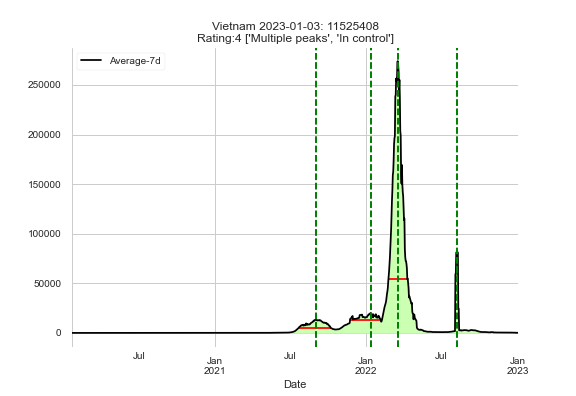 Vietnam 2023-01-03: 11525408
Rating:4 ['Multiple peaks', 'In control']
Average-7d
250000
200000
150000
100000
50000
0
Jul
Jan
2021
Jul
Jan
2022
Jul
Jan
2023
Date